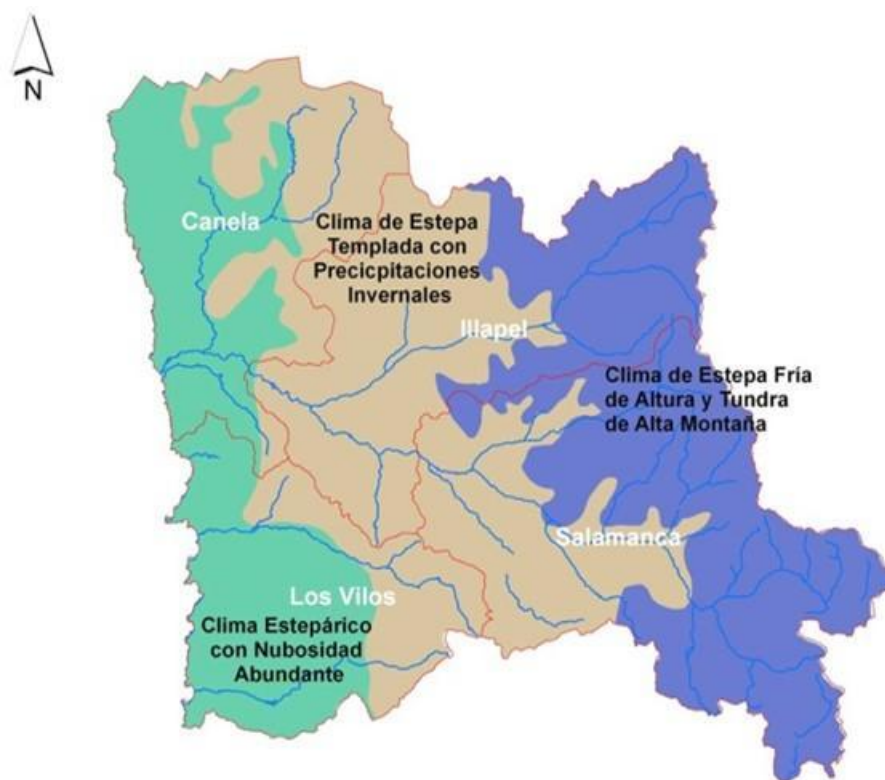 N
Canela
Clima de Estepa
Templada con
Precicpitaciones
Invernales
Illapel
Clima de Estepa Fría
de Altura y Tundra
de Alta Montaña
Salamanca
Los Vilos
Clima Estepárico
con Nubosidad
Abundante